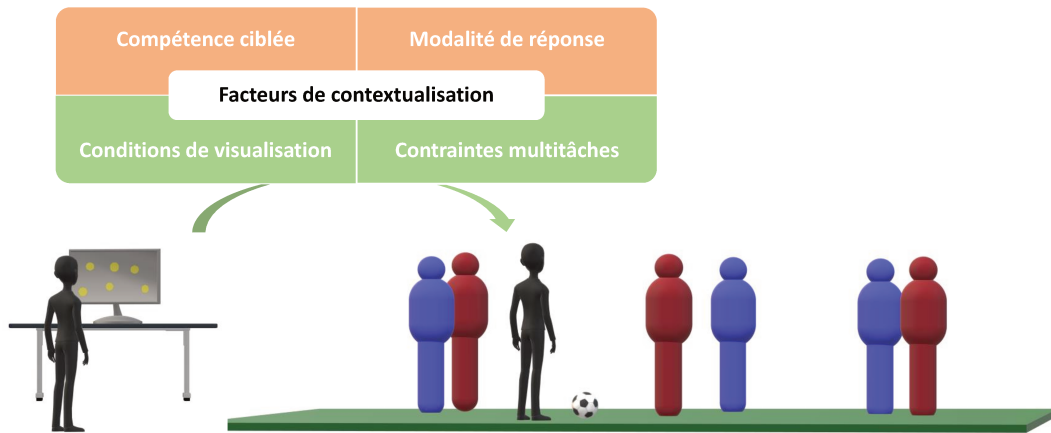 Compétence ciblée
Modalité de réponse
Facteurs de contextualisation
Conditions de visualisation
Contraintes multitâches